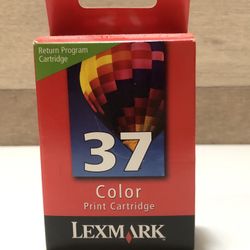 Return Program
Cartridge
37
Color
Print Cartridge
LEXMARK